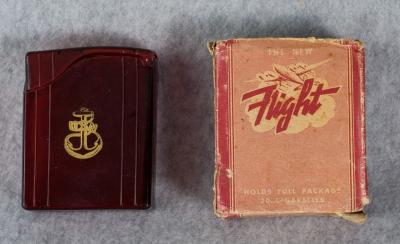 THE NEW
Flight
HOLDS FULL PACKAGE
20 CIGARETTES